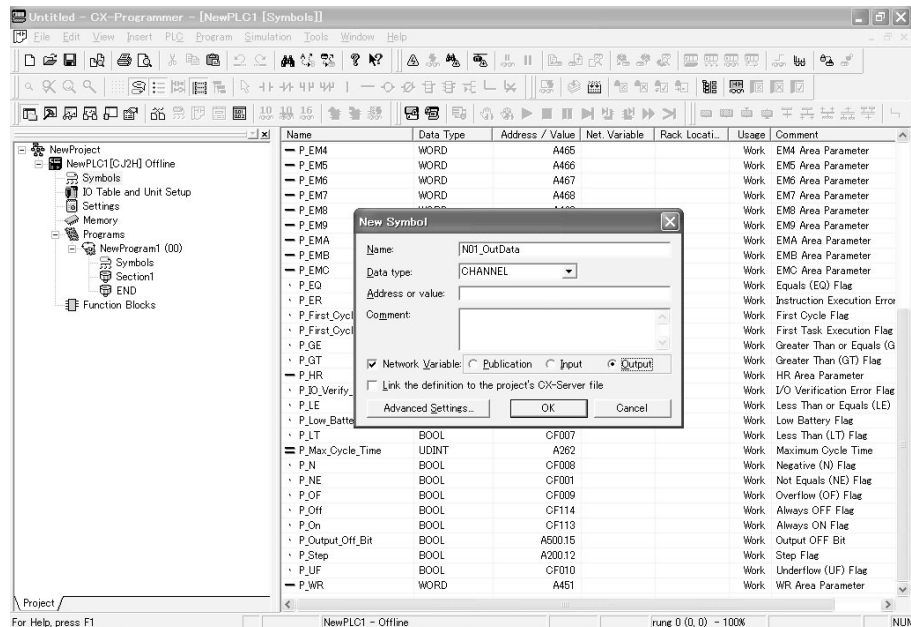 Untitled - CX-Programmer - [NewPLC1 [Symbols]]
File Edit View Insert PLC Program Simulation Tools Window Help
NewProject
NewPLC1[CJ2H] Offline
Symbols
IO Table and Unit Setup
Settings
Memory
Programs
NewProgram1 (00)
Symbols
Section1
END
Function Blocks
Project
Name Data Type Address / Value Net. Variable Rack Locati... Usage Comment
P_EM4 WORD A465 Work EM4 Area Parameter
P_EM5 WORD A466 Work EM5 Area Parameter
P_EM6 WORD A467 Work EM6 Area Parameter
P_EM7 WORD A468 Work EM7 Area Parameter
P_EM8 Work EM8 Area Parameter
P_EM9 Work EM9 Area Parameter
P_EMA Work EMA Area Parameter
P_EMB Work EMB Area Parameter
P_EMC Work EMC Area Parameter
P_EQ Work Equals (EQ) Flag
P_ER Work Instruction Execution Error
P_First_Cycl Work First Cycle Flag
P_First_Cycl Work First Task Execution Flag
P_GE Work Greater Than or Equals (G
P_GT Work Greater Than (GT) Flag
P_HR Work HR Area Parameter
P_IO_Verify_ Work I/O Verification Error Flag
P_LE Work Less Than or Equals (LE)
P_Low_Batte Work Low Battery Flag
P_LT BOOL CF007 Work Less Than (LT) Flag
P_Max_Cycle_Time UDINT A262 Work Maximum Cycle Time
P_N BOOL CF008 Work Negative (N) Flag
P_NE BOOL CF001 Work Not Equals (NE) Flag
P_OF BOOL CF009 Work Overflow (OF) Flag
P_Off BOOL CF114 Work Always OFF Flag
P_On BOOL CF113 Work Always ON Flag
P_Output_Off_Bit BOOL A500.15 Work Output OFF Bit
P_Step BOOL A200.12 Work Step Flag
P_UF BOOL CF010 Work Underflow (UF) Flag
P_WR WORD A451 Work WR Area Parameter
New Symbol
Name: N01_OutData
Data type: CHANNEL
Address or value:
Comment:
Network Variable: Publication Input Output
Link the definition to the project's CX-Server file
Advanced Settings... OK Cancel
For Help, press F1 NewPLC1 - Offline rung 0 (0, 0) - 100% NUM